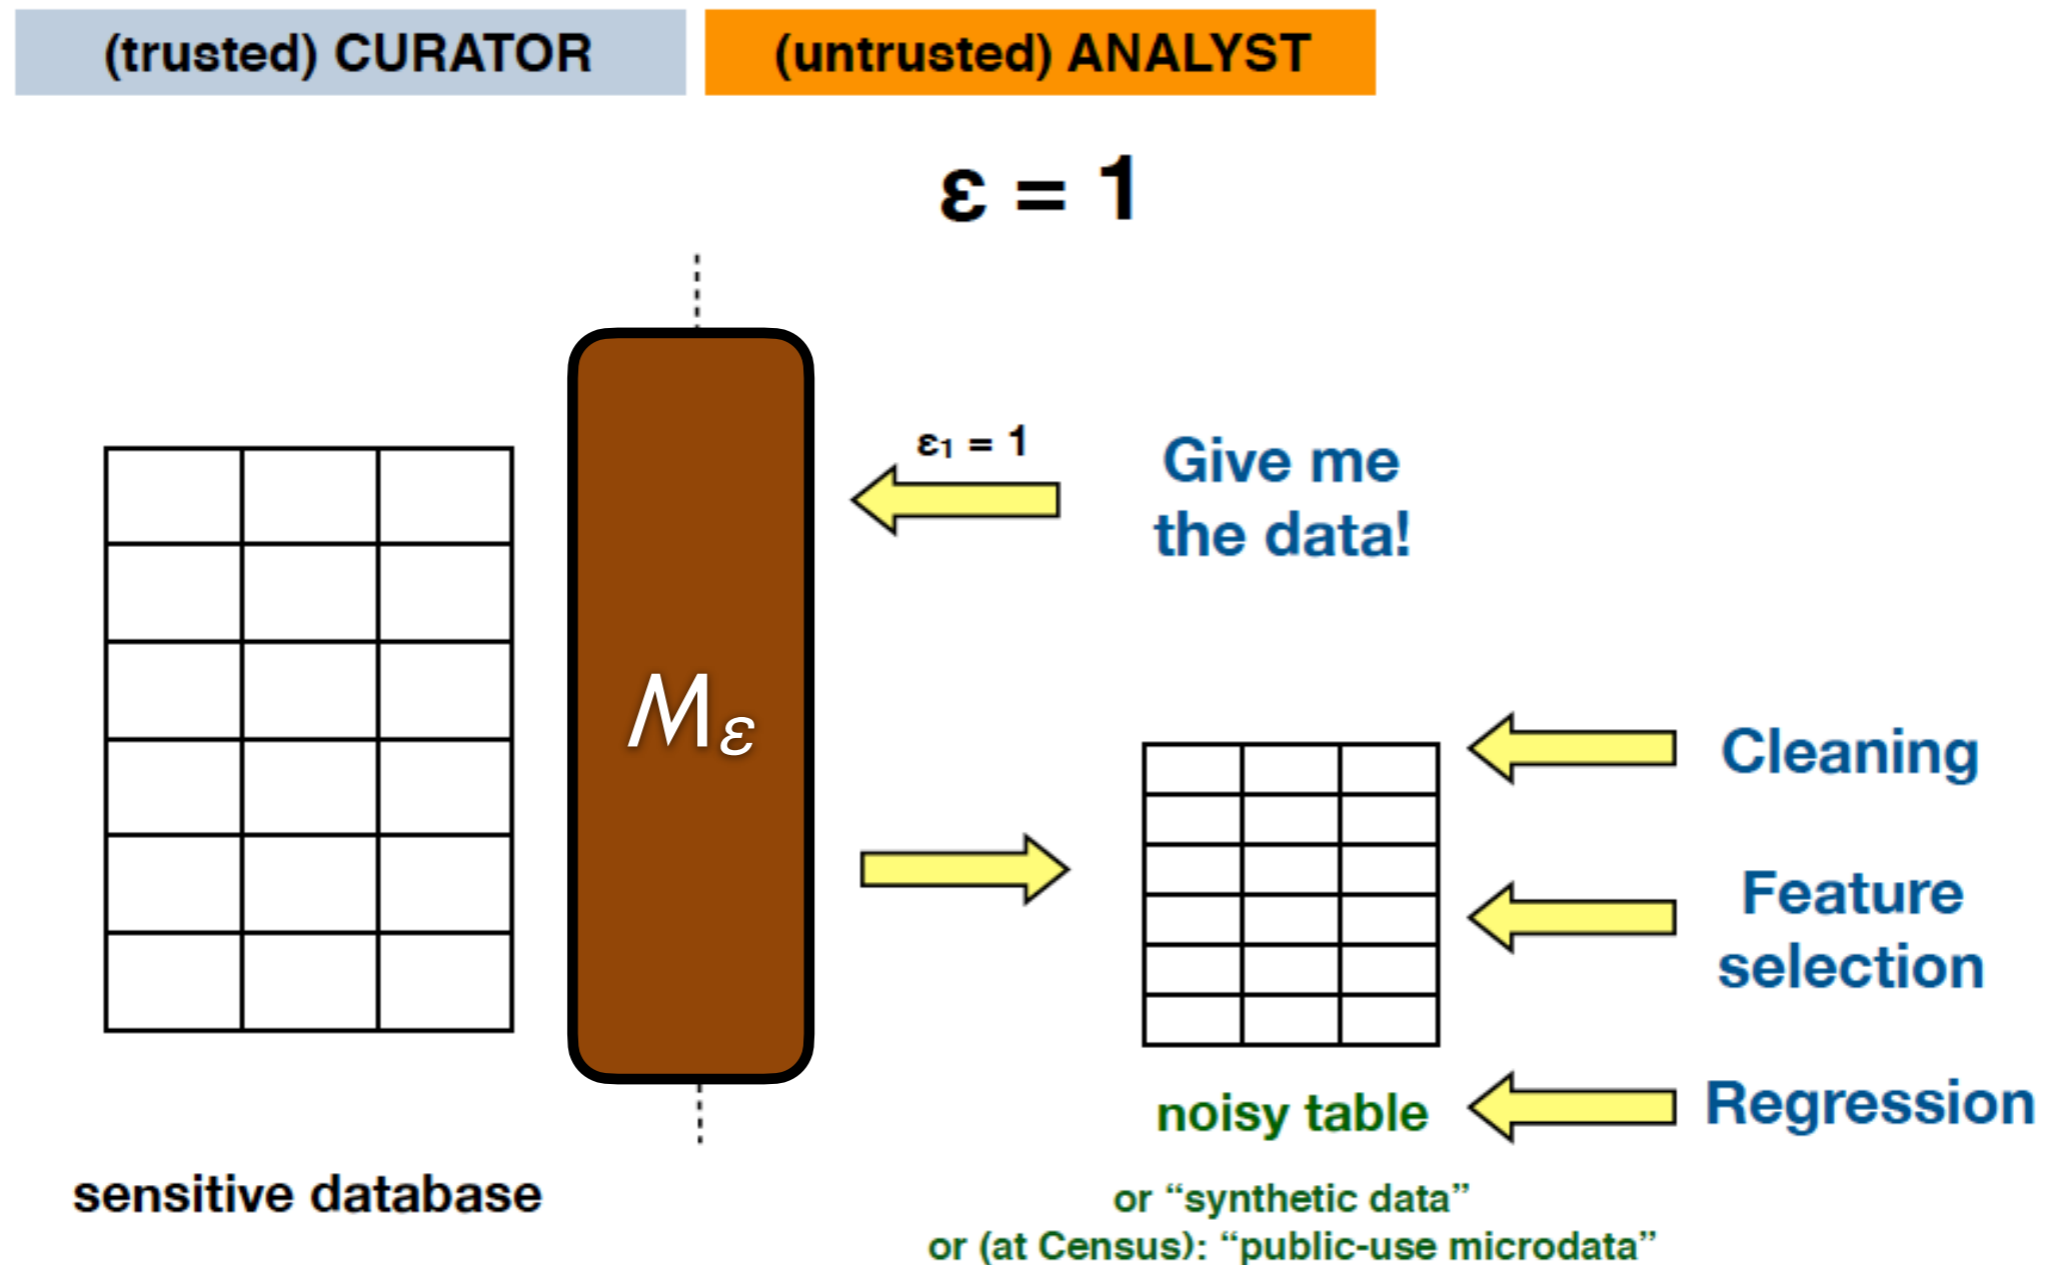 (trusted) CURATOR
(untrusted) ANALYST
ε = 1
ε₁ = 1
Give me
the data!
Mε
Cleaning
Feature
selection
Regression
noisy table
sensitive database
or “synthetic data”
or (at Census): “public-use microdata”